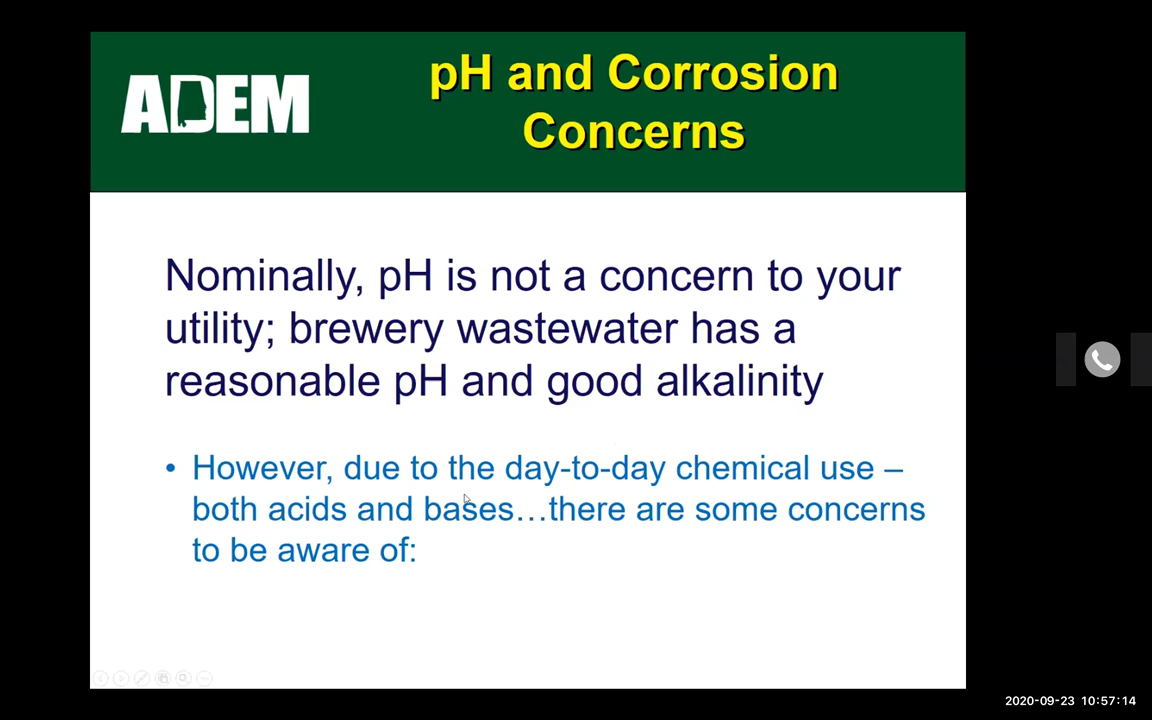 ADEM
pH and Corrosion
Concerns
Nominally, pH is not a concern to your
utility; brewery wastewater has a
reasonable pH and good alkalinity
• However, due to the day-to-day chemical use –
both acids and bases…there are some concerns
to be aware of:
2020-09-23 10:57:14